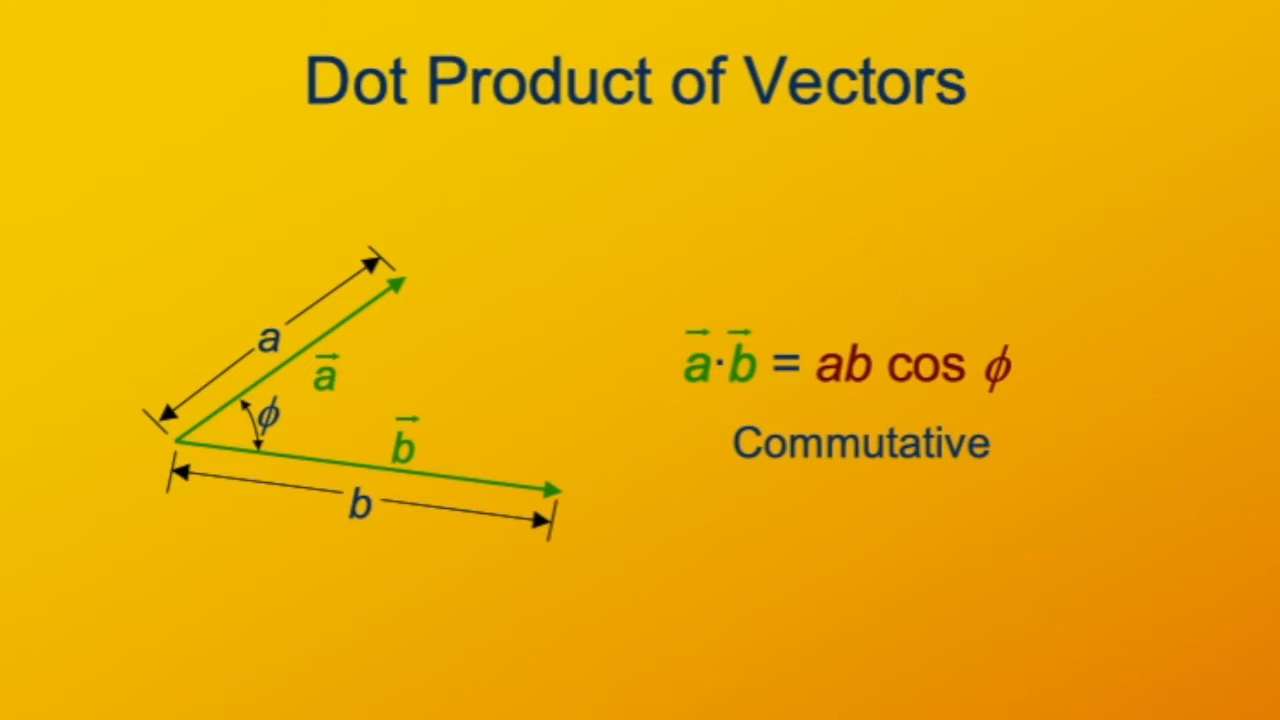 Dot Product of Vectors
a
a⃗
ϕ
b⃗
b
a⃗·b⃗ = ab cos ϕ
Commutative